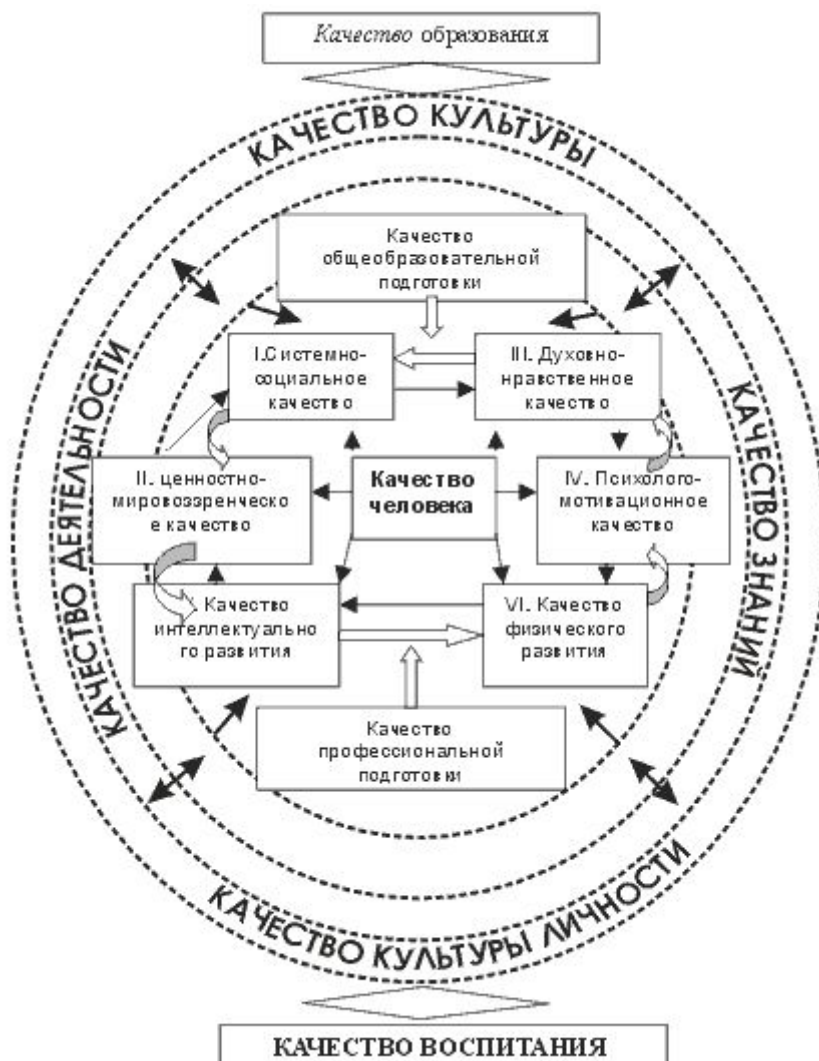 Качество образования
КАЧЕСТВО КУЛЬТУРЫ
Качество
общеобразовательной
подготовки
I.Системно-
социальное
качество
III. Духовно-
нравственное
качество
КАЧЕСТВО ДЕЯТЕЛЬНОСТИ
КАЧЕСТВО ЗНАНИЙ
II. ценностно-
мировоззренческо
е качество
Качество
человека
IV. Психолого-
мотивационное
качество
. Качество
интеллектуально
го развития
VI. Качество
физического
развития
Качество
профессиональной
подготовки
КАЧЕСТВО КУЛЬТУРЫ ЛИЧНОСТИ
КАЧЕСТВО ВОСПИТАНИЯ